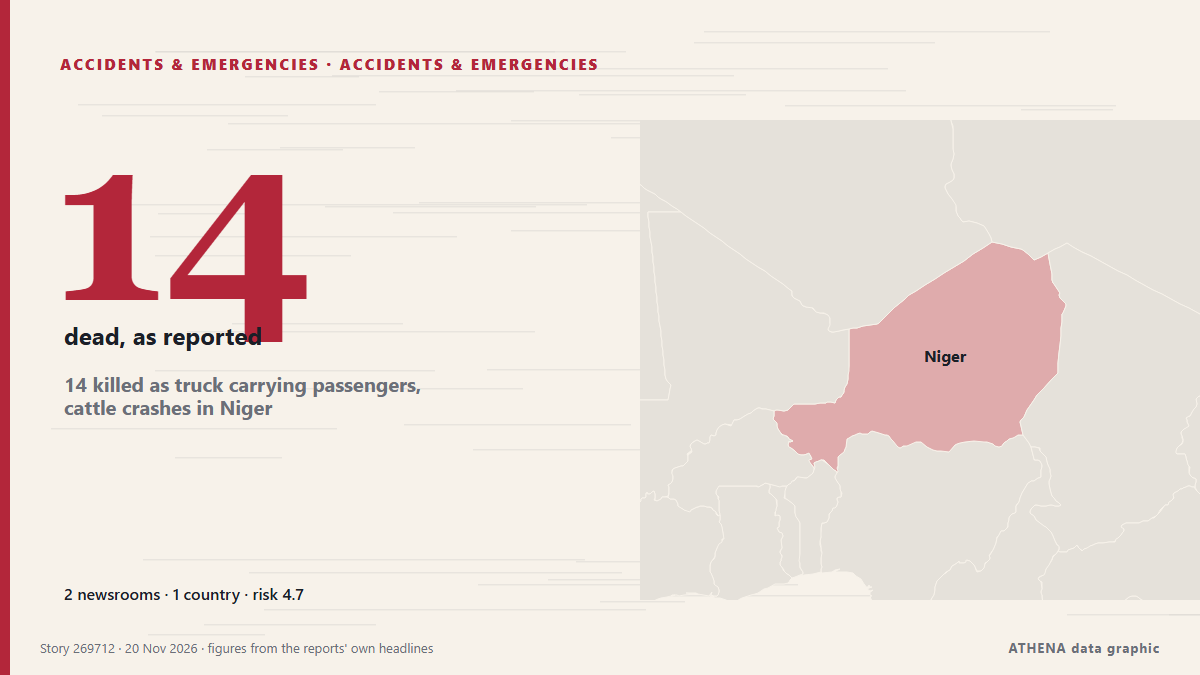 ACCIDENTS & EMERGENCIES · ACCIDENTS & EMERGENCIES
14
dead, as reported
14 killed as truck carrying passengers,
cattle crashes in Niger
Niger
2 newsrooms · 1 country · risk 4.7
Story 269712 · 20 Nov 2026 · figures from the reports' own headlines
ATHENA data graphic